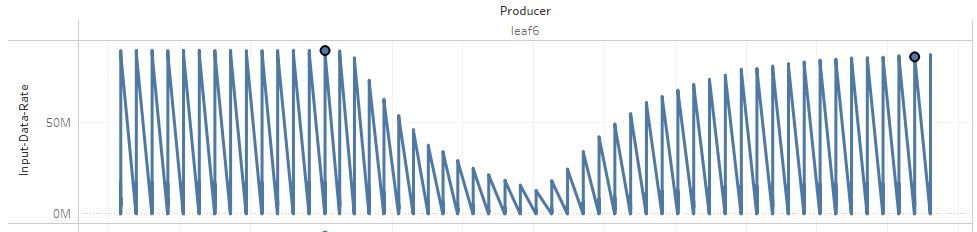 Producer
leaf6
Input-Data-Rate
50M
0M